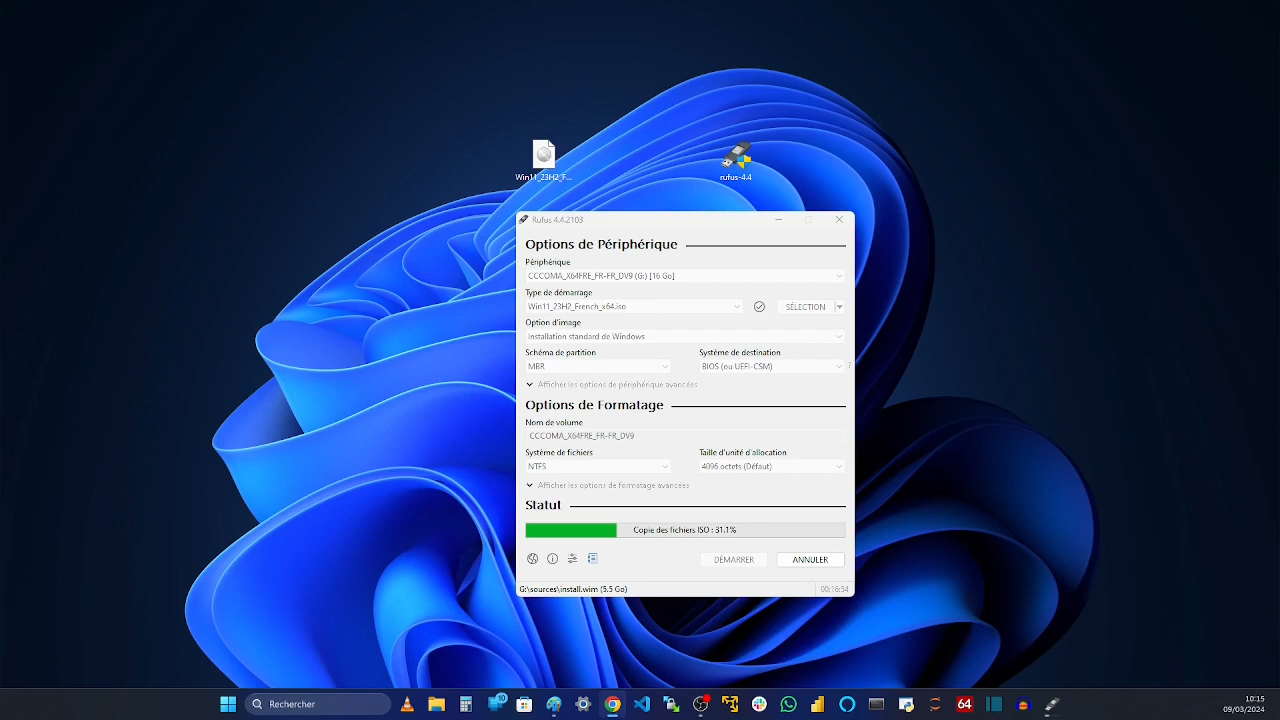 Win11_23H2_F...
rufus-4.4
Rufus 4.4.2103
Options de Périphérique
Périphérique
CCCOMA_X64FRE_FR-FR_DV9 (G:) [16 Go]
Type de démarrage
Win11_23H2_French_x64.iso
SÉLECTION
Option d'image
Installation standard de Windows
Schéma de partition
Système de destination
MBR
BIOS (ou UEFI-CSM)
Afficher les options de périphérique avancées
Options de Formatage
Nom de volume
CCCOMA_X64FRE_FR-FR_DV9
Système de fichiers
Taille d'unité d'allocation
NTFS
4096 octets (Défaut)
Afficher les options de formatage avancées
Statut
Copie des fichiers ISO : 31.1%
DÉMARRER
ANNULER
G:\sources\install.wim (5.5 Go)
00:16:54
Rechercher
10
64
10:15
09/03/2024